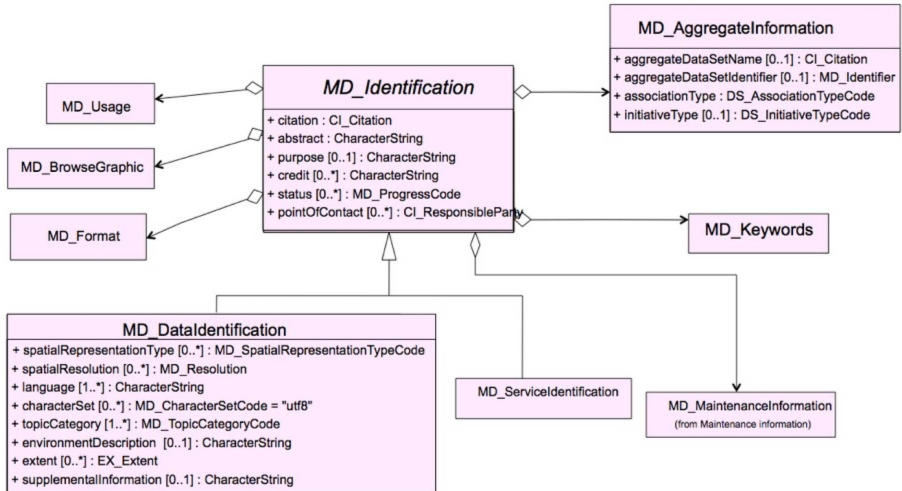 MD_AggregateInformation
+ aggregateDataSetName [0..1] : CI_Citation
+ aggregateDataSetIdentifier [0..1] : MD_Identifier
+ associationType : DS_AssociationTypeCode
+ initiativeType [0..1] : DS_InitiativeTypeCode
MD_Identification
+ citation : CI_Citation
+ abstract : CharacterString
+ purpose [0..1] : CharacterString
+ credit [0..*] : CharacterString
+ status [0..*] : MD_ProgressCode
+ pointOfContact [0..*] : CI_ResponsibleParty
MD_Usage
MD_BrowseGraphic
MD_Format
MD_Keywords
MD_DataIdentification
+ spatialRepresentationType [0..*] : MD_SpatialRepresentationTypeCode
+ spatialResolution [0..*] : MD_Resolution
+ language [1..*] : CharacterString
+ characterSet [0..*] : MD_CharacterSetCode = "utf8"
+ topicCategory [1..*] : MD_TopicCategoryCode
+ environmentDescription [0..1] : CharacterString
+ extent [0..*] : EX_Extent
+ supplementalInformation [0..1] : CharacterString
MD_ServiceIdentification
MD_MaintenanceInformation
(from Maintenance information)